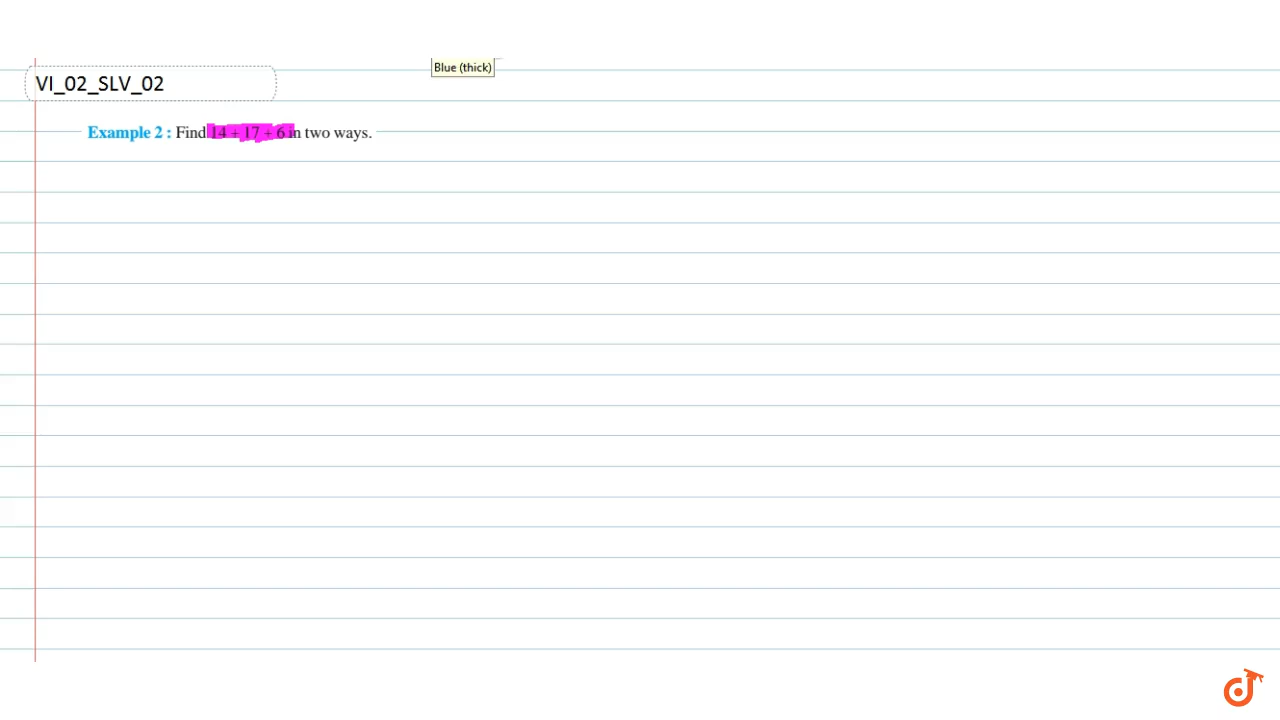 Blue (thick)
VI_02_SLV_02
Example 2 : Find 14 + 17 + 6 in two ways.